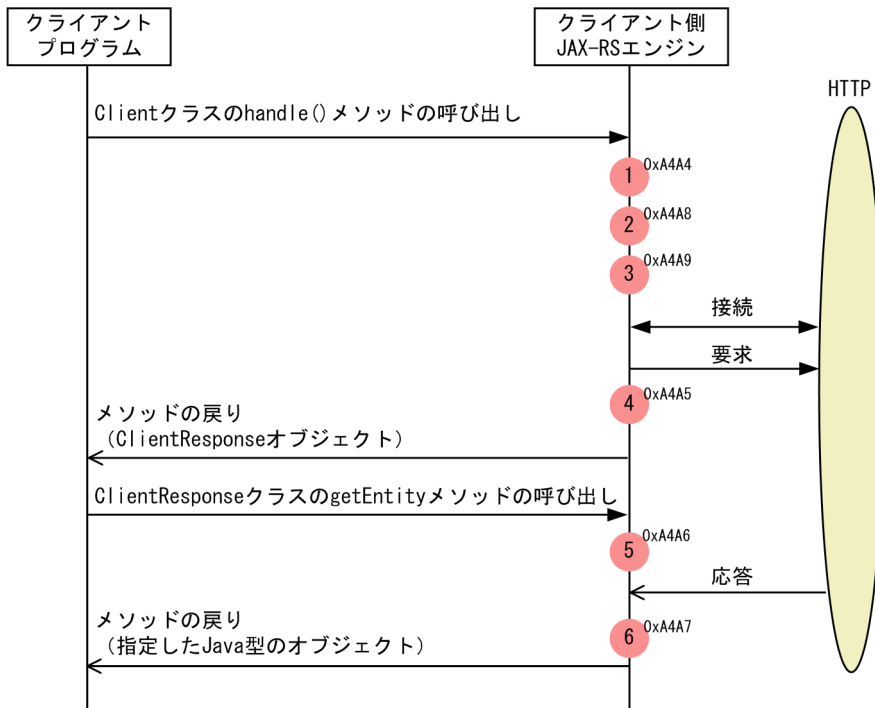 クライアント
プログラム
クライアント側
JAX-RSエンジン
HTTP
Clientクラスのhandle()メソッドの呼び出し
1 0xA4A4
2 0xA4A8
3 0xA4A9
接続
要求
4 0xA4A5
メソッドの戻り
（ClientResponseオブジェクト）
ClientResponseクラスのgetEntityメソッドの呼び出し
5 0xA4A6
応答
メソッドの戻り
（指定したJava型のオブジェクト）
6 0xA4A7